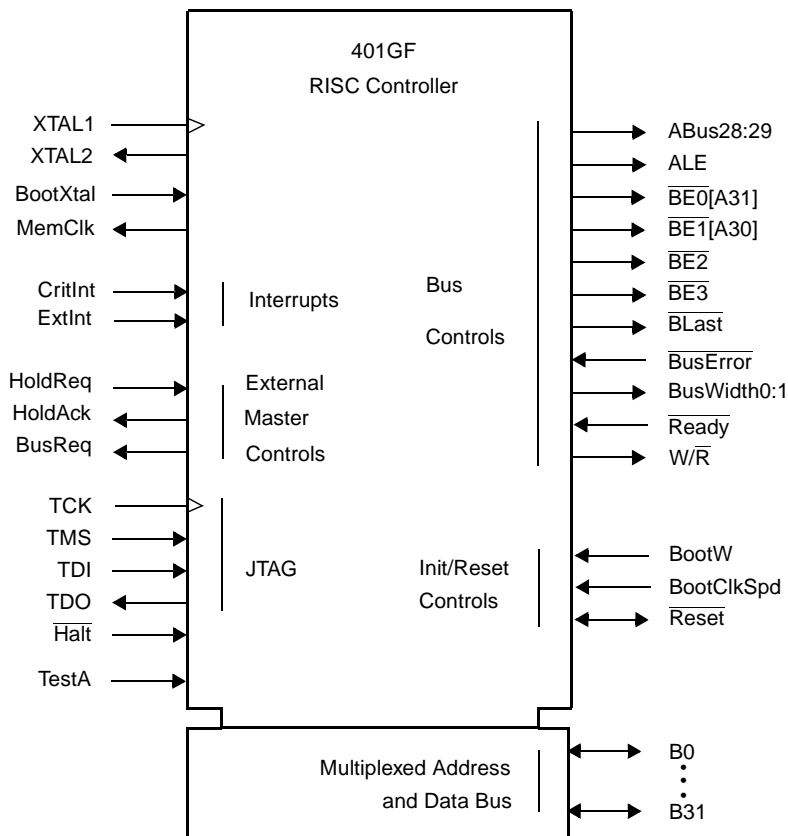 401GF
RISC Controller
XTAL1
XTAL2
BootXtal
MemClk
CritInt
ExtInt
Interrupts
HoldReq
HoldAck
BusReq
External
Master
Controls
TCK
TMS
TDI
TDO
Halt
JTAG
TestA
Bus
Controls
ABus28:29
ALE
BE0[A31]
BE1[A30]
BE2
BE3
BLast
BusError
BusWidth0:1
Ready
W/R
Init/Reset
Controls
BootW
BootClkSpd
Reset
Multiplexed Address
and Data Bus
B0
B31